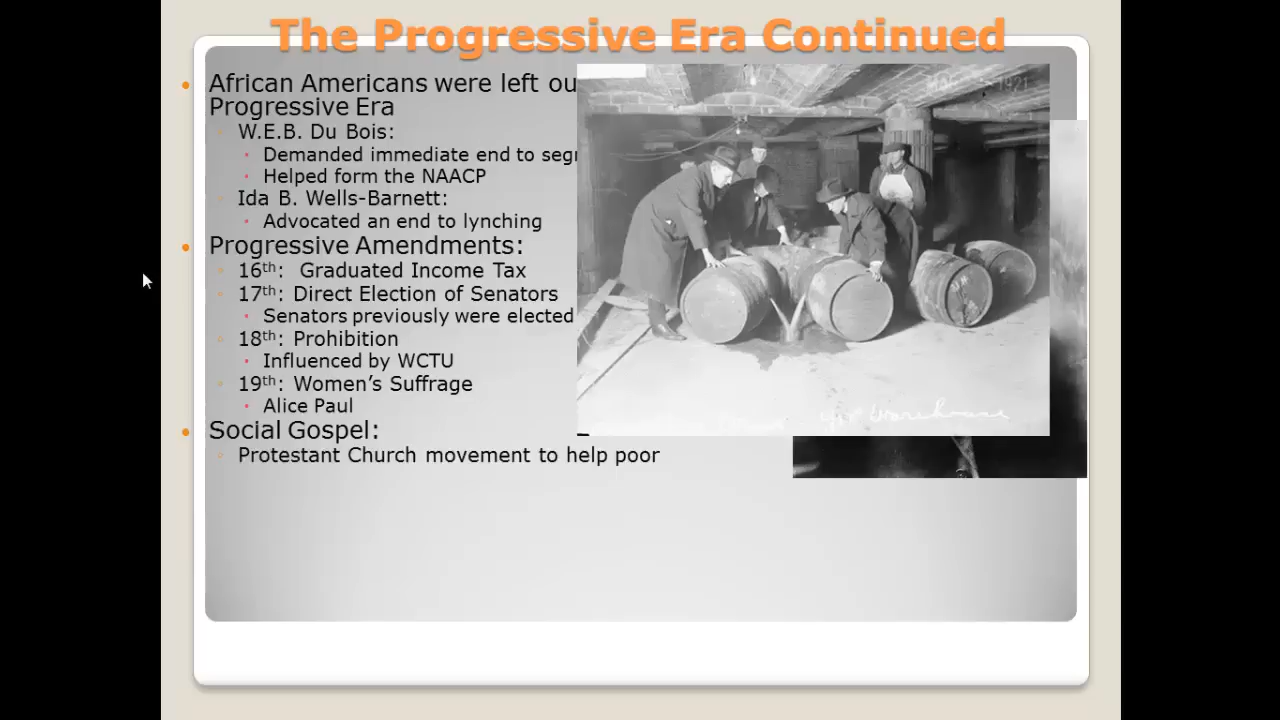 The Progressive Era Continued
African Americans were left ou
Progressive Era
W.E.B. Du Bois:
Demanded immediate end to seg
Helped form the NAACP
Ida B. Wells-Barnett:
Advocated an end to lynching
Progressive Amendments:
16th: Graduated Income Tax
17th: Direct Election of Senators
Senators previously were elected
18th: Prohibition
Influenced by WCTU
19th: Women's Suffrage
Alice Paul
Social Gospel:
Protestant Church movement to help poor
Warehouse